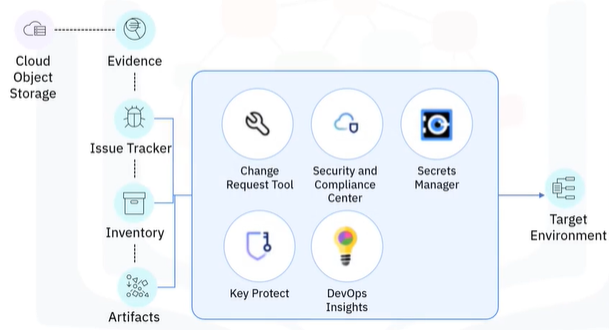 Cloud
Object
Storage
Evidence
Issue Tracker
Inventory
Artifacts
Change
Request Tool
Security and
Compliance
Center
Secrets
Manager
Key Protect
DevOps
Insights
Target
Environment